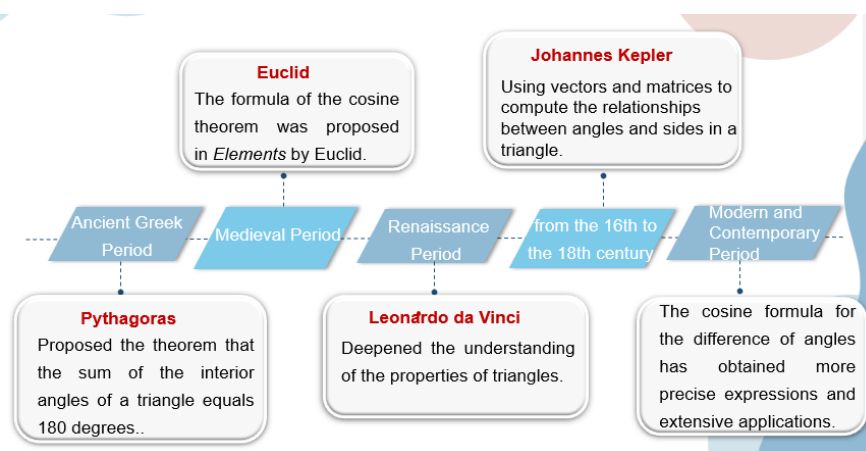 Euclid
The formula of the cosine
theorem was proposed
in Elements by Euclid.
Johannes Kepler
Using vectors and matrices to
compute the relationships
between angles and sides in a
triangle.
Ancient Greek
Period
Medieval Period
Renaissance
Period
from the 16th to
the 18th century
Modern and
Contemporary
Period
Pythagoras
Proposed the theorem that
the sum of the interior
angles of a triangle equals
180 degrees..
Leonardo da Vinci
Deepened the understanding
of the properties of triangles.
The cosine formula for
the difference of angles
has obtained more
precise expressions and
extensive applications.